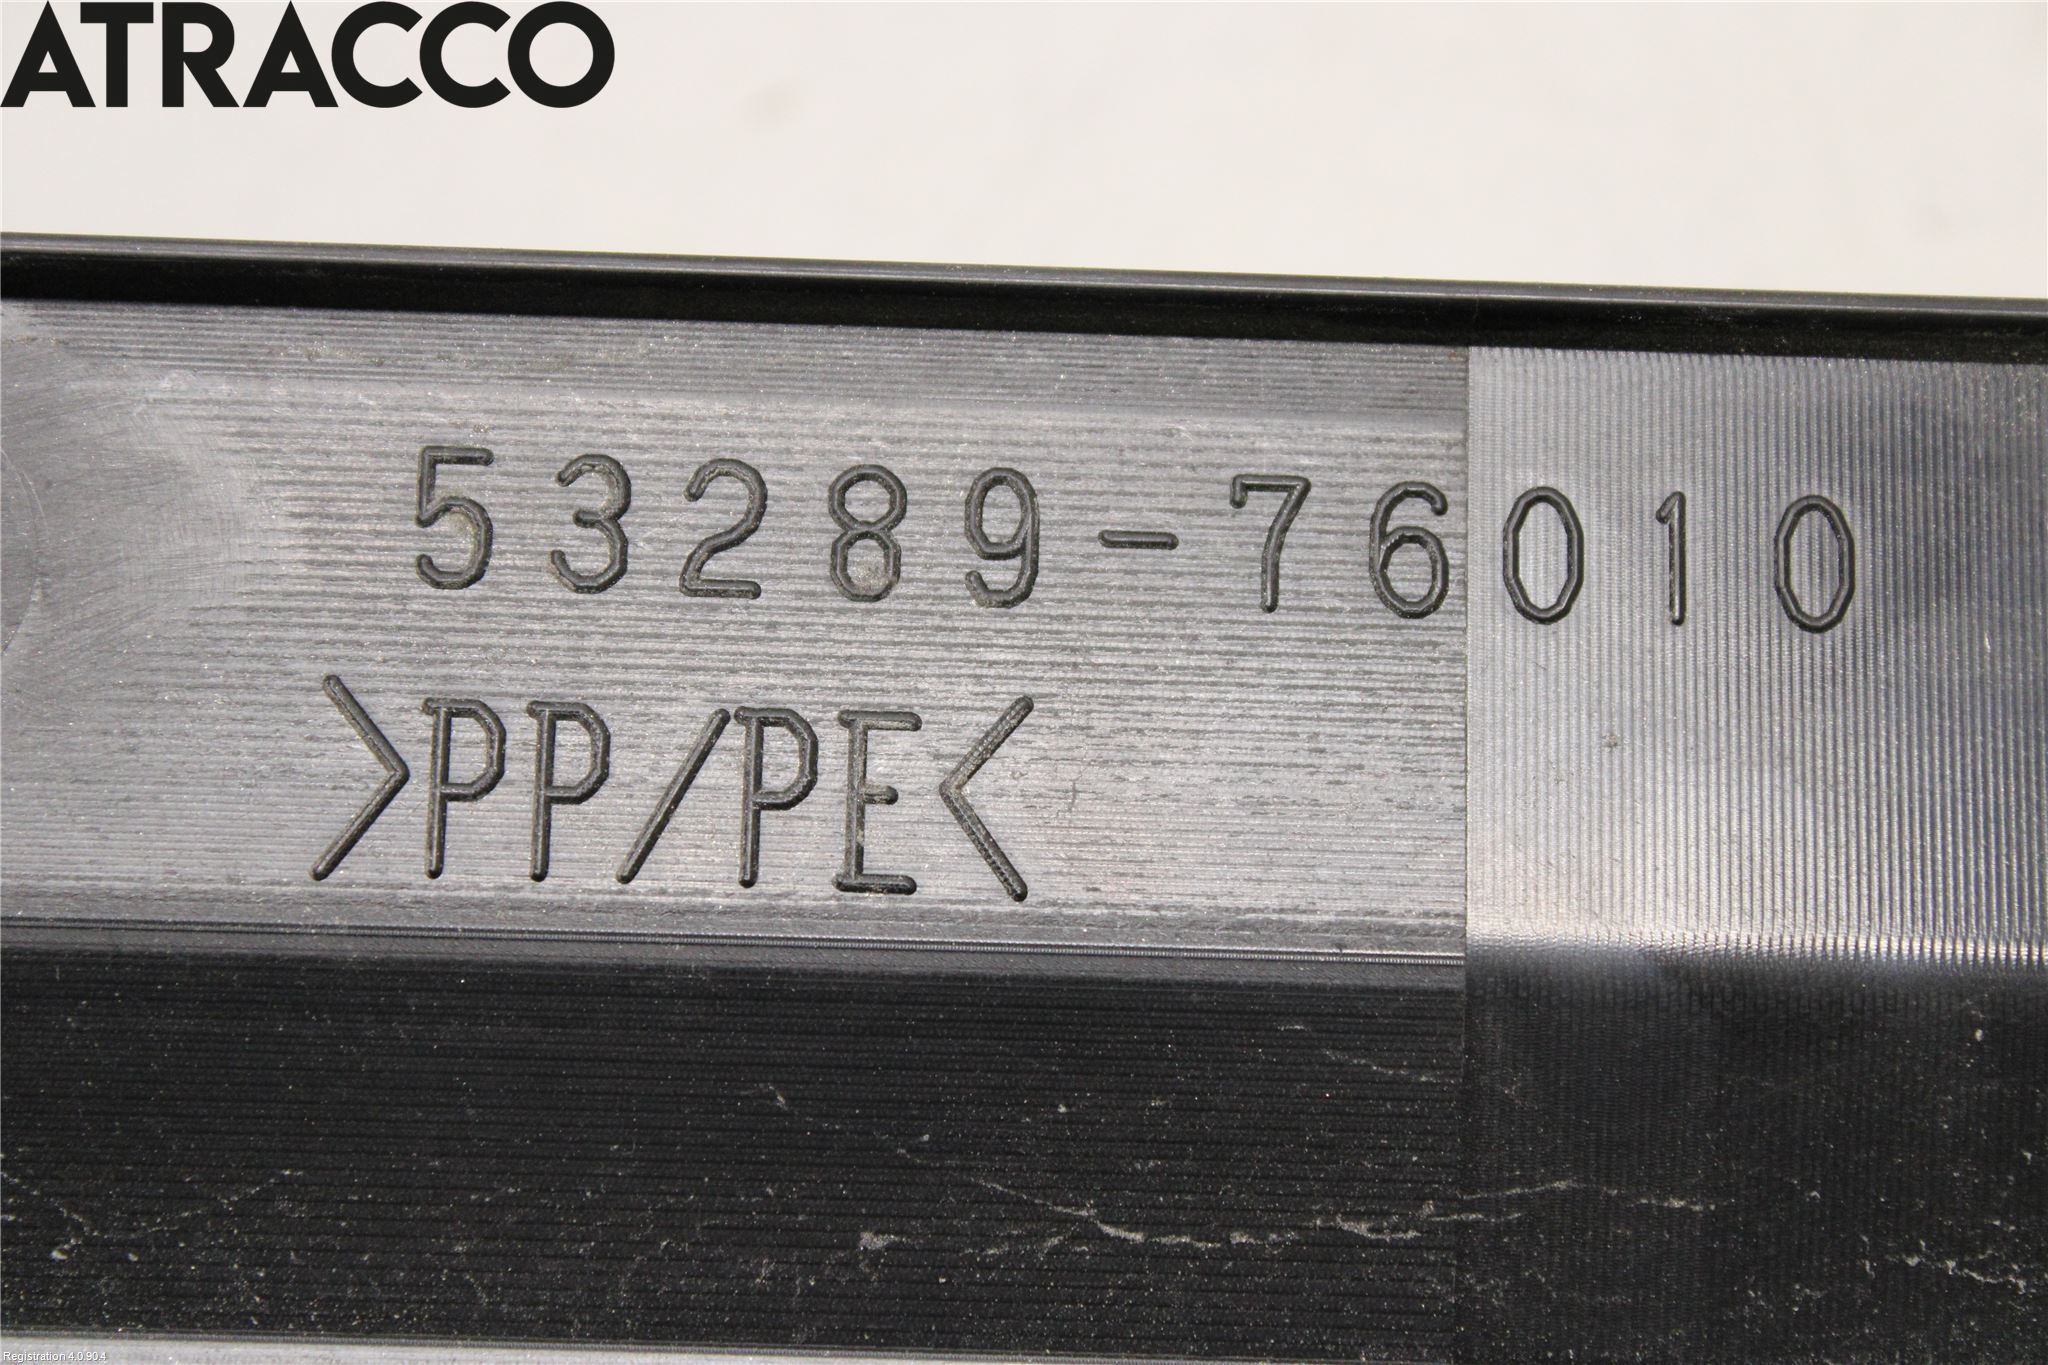 ATRACCO
53289-76010
>PP/PE<
Registration 4.0.90.4